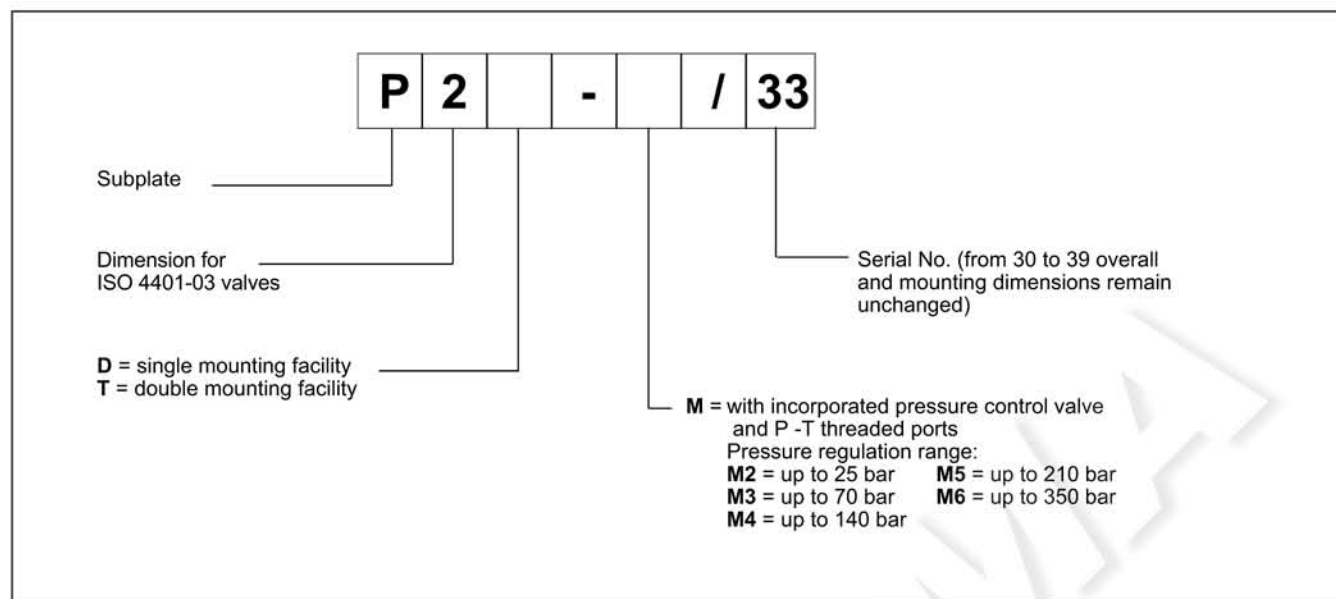 P 2 - / 33
Subplate
Dimension for
ISO 4401-03 valves
D = single mounting facility
T = double mounting facility
Serial No. (from 30 to 39 overall
and mounting dimensions remain
unchanged)
M = with incorporated pressure control valve
and P -T threaded ports
Pressure regulation range:
M2 = up to 25 bar M5 = up to 210 bar
M3 = up to 70 bar M6 = up to 350 bar
M4 = up to 140 bar